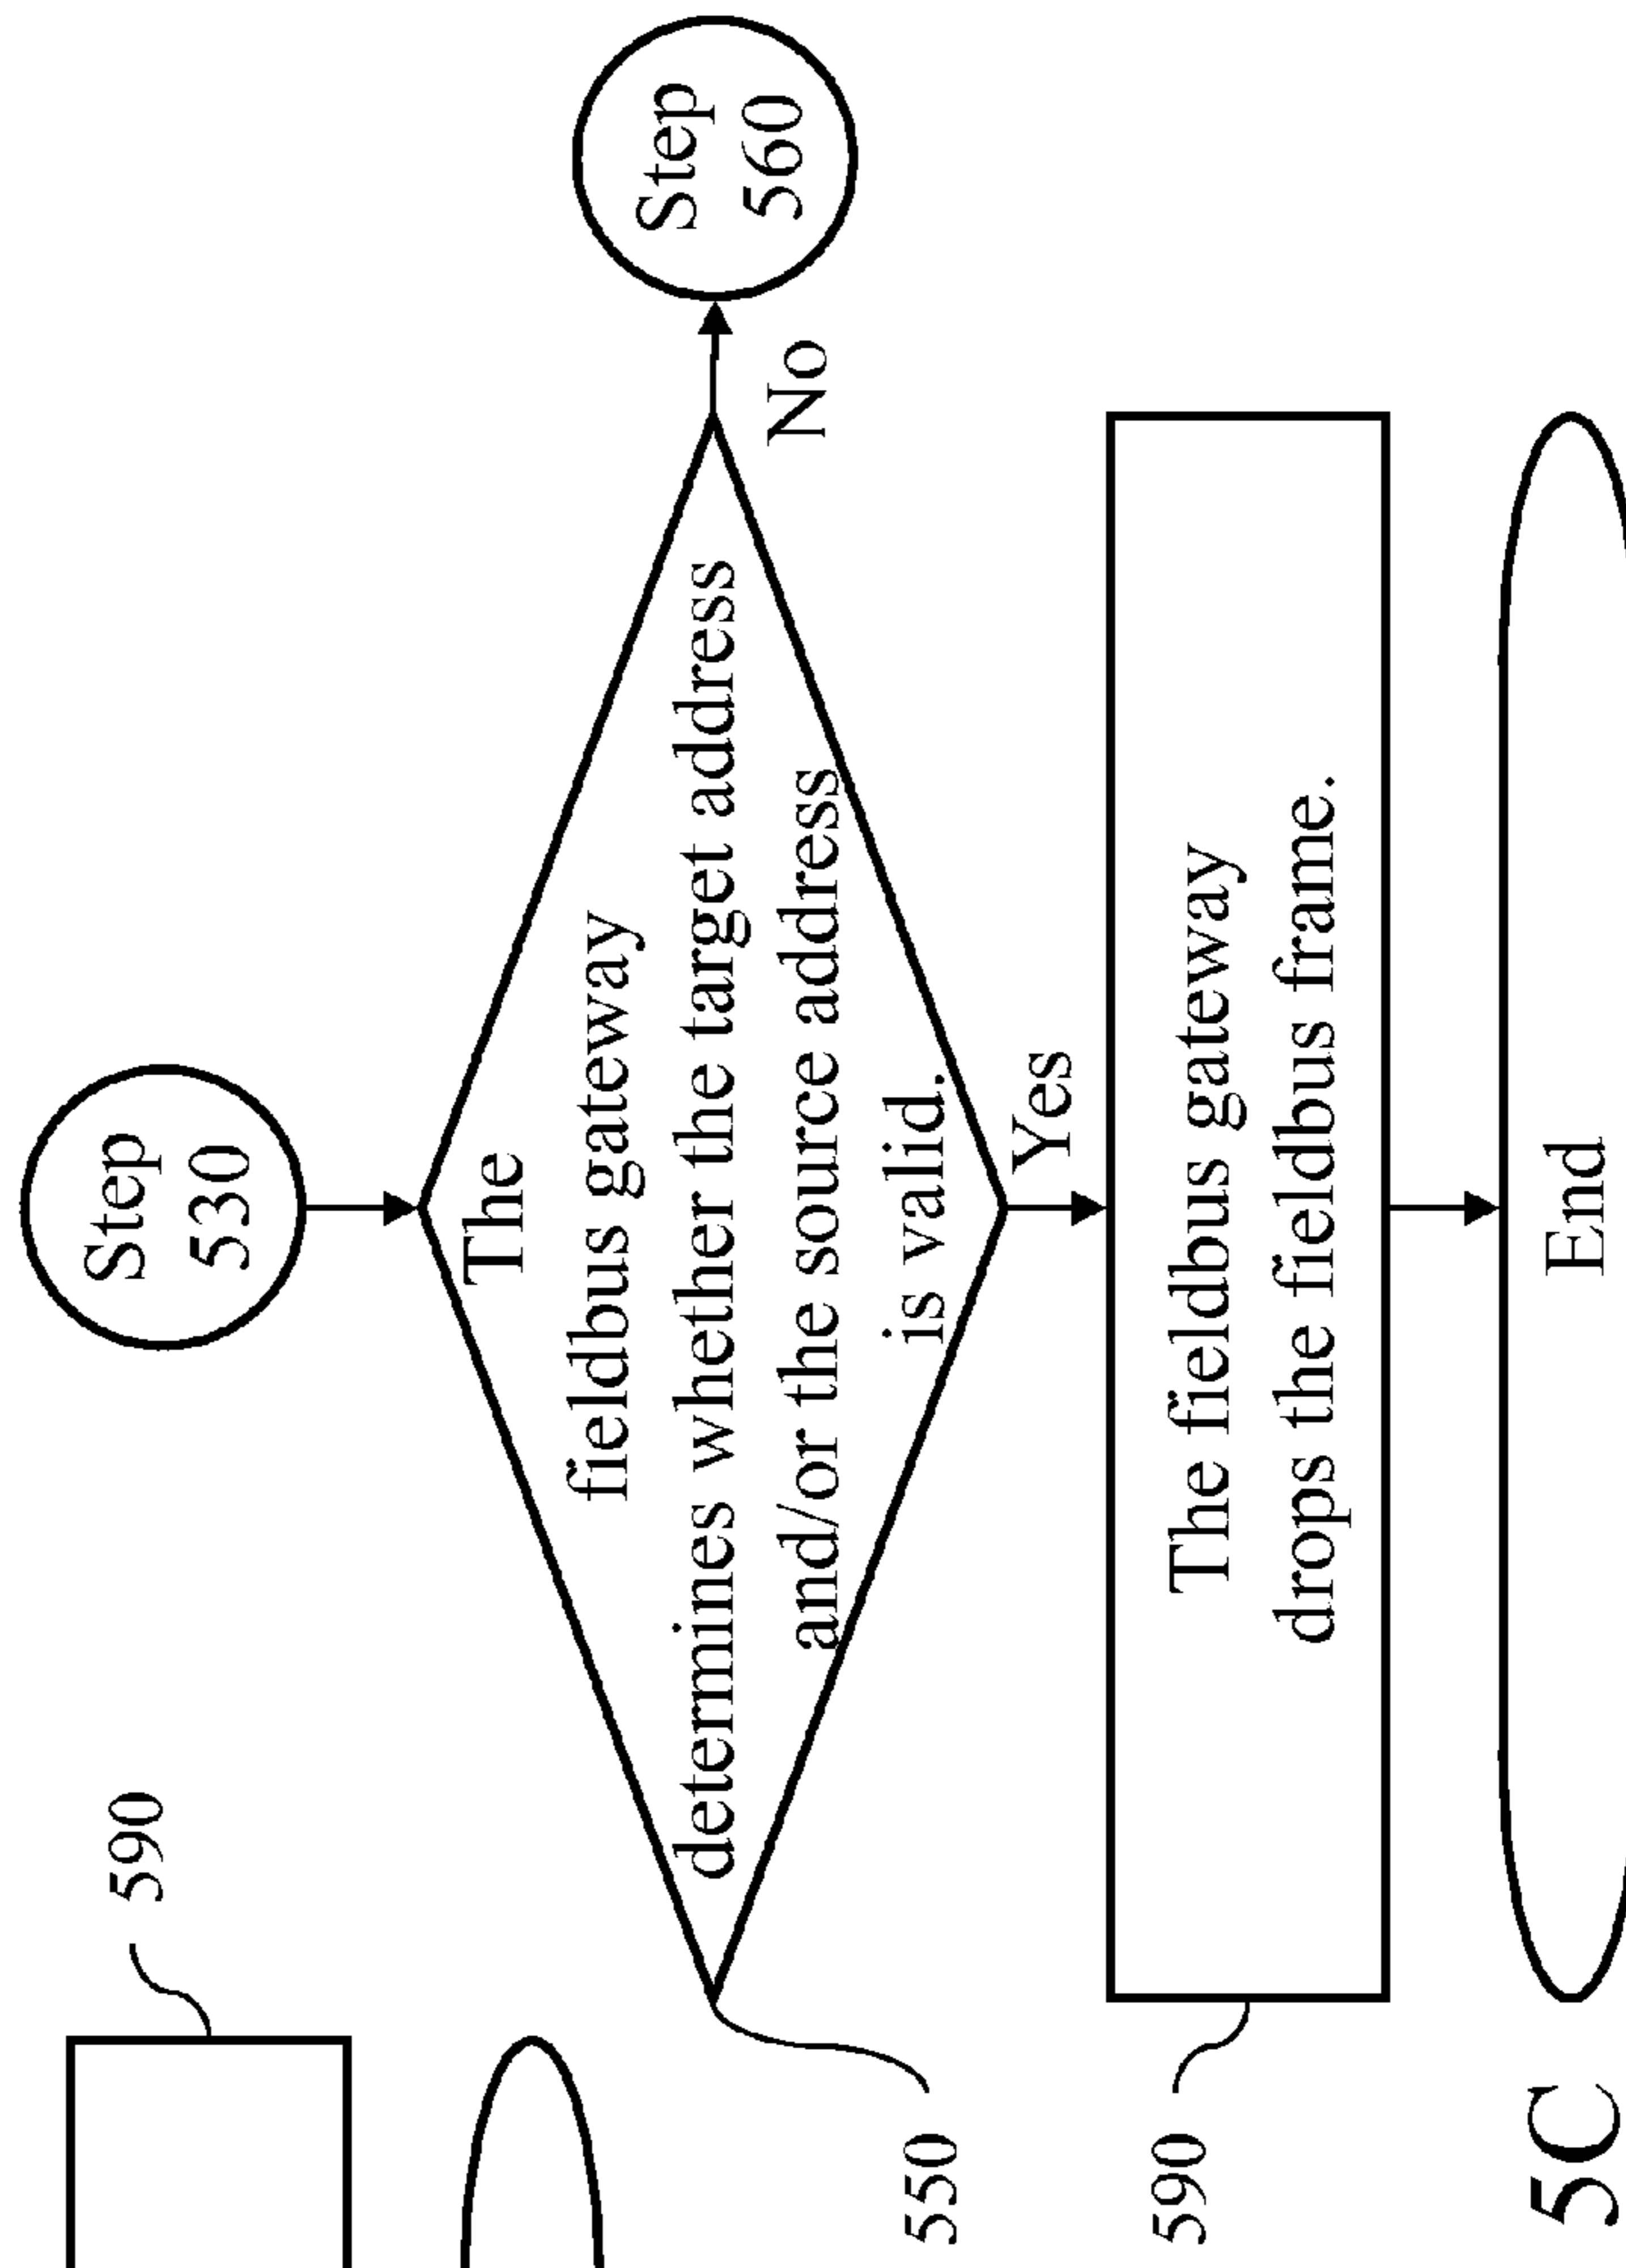 590
Step
530
The
fieldbus gateway
determines whether the target address
and/or the source address
is valid.
No
Step
560
550
Yes
590
The fieldbus gateway
drops the fieldbus frame.
End
5C